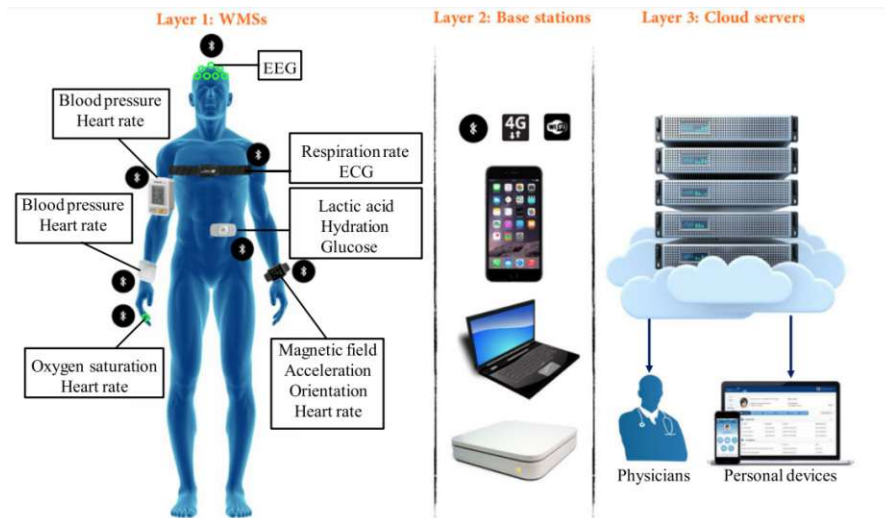 Layer 1: WMSs
EEG
Blood pressure
Heart rate
Respiration rate
ECG
Blood pressure
Heart rate
Lactic acid
Hydration
Glucose
Oxygen saturation
Heart rate
Magnetic field
Acceleration
Orientation
Heart rate
Layer 2: Base stations
4G
WiFi
Layer 3: Cloud servers
Physicians
Personal devices